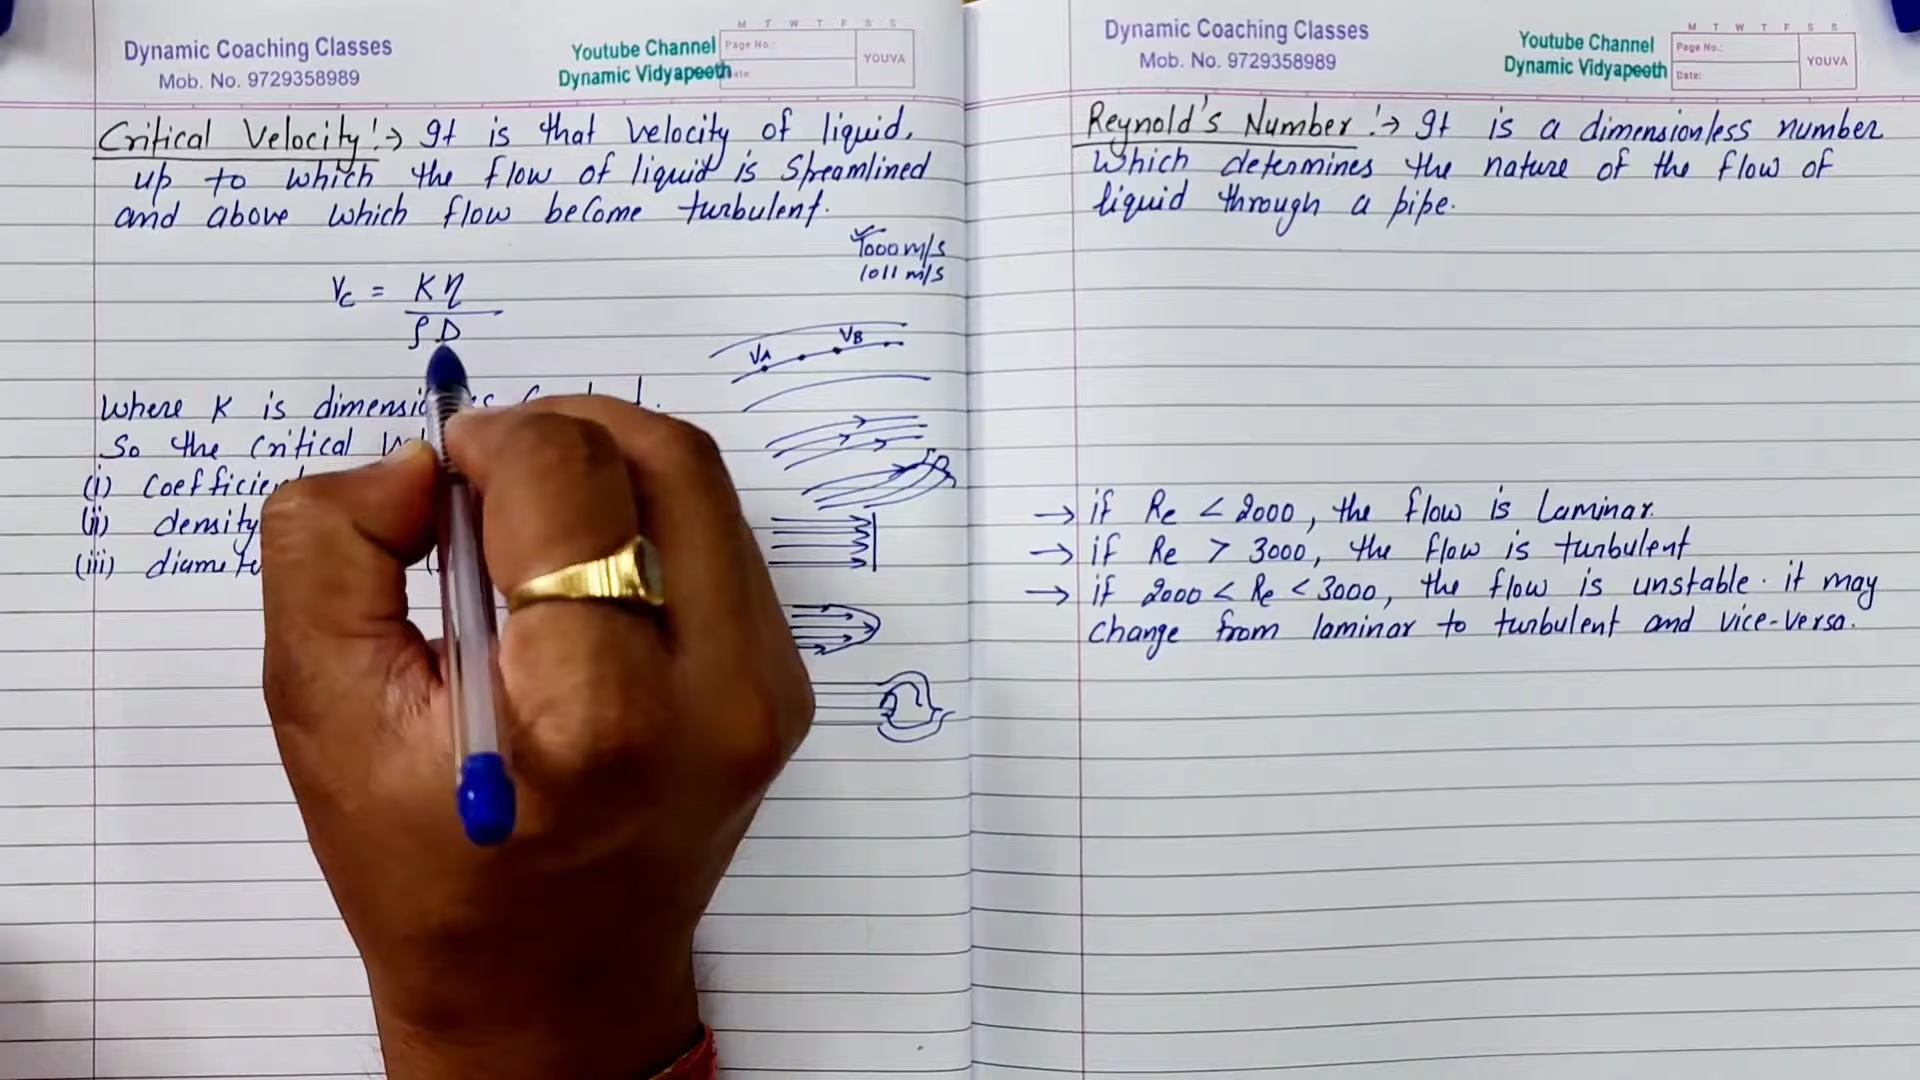 Dynamic Coaching Classes
Mob. No. 9729358989
Youtube Channel
Dynamic Vidyapeeth
M T W T F S S
Page No.:
YOUVA
Critical Velocity :→ It is that velocity of liquid,
up to which the flow of liquid is Streamlined
and above which flow become turbulent.
1000 m/s
1011 m/s
Vc = Kη
ρD
VA
VB
Where K is
So the Critical
(i)
(ii) density
(iii)
Dynamic Coaching Classes
Mob. No. 9729358989
Youtube Channel
Dynamic Vidyapeeth
M T W T F S S
Page No.:
Date:
YOUVA
Reynold's Number :→ It is a dimensionless number
which determines the nature of the flow of
liquid through a pipe.
→ if Re < 2000, the flow is Laminar.
→ if Re > 3000, the flow is turbulent
→ if 2000 < Re < 3000, the flow is unstable. it may
change from laminar to turbulent and vice-versa.